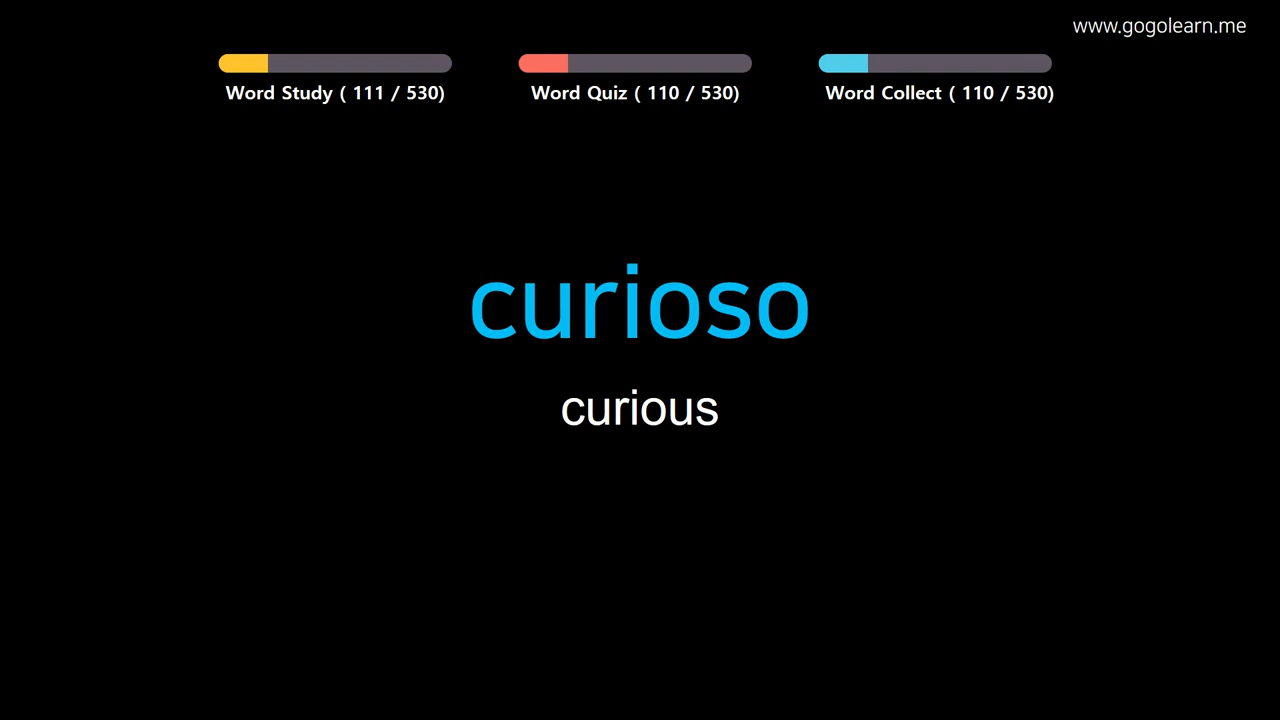 www.gogolearn.me
Word Study ( 111 / 530)
Word Quiz ( 110 / 530)
Word Collect ( 110 / 530)
curioso
curious